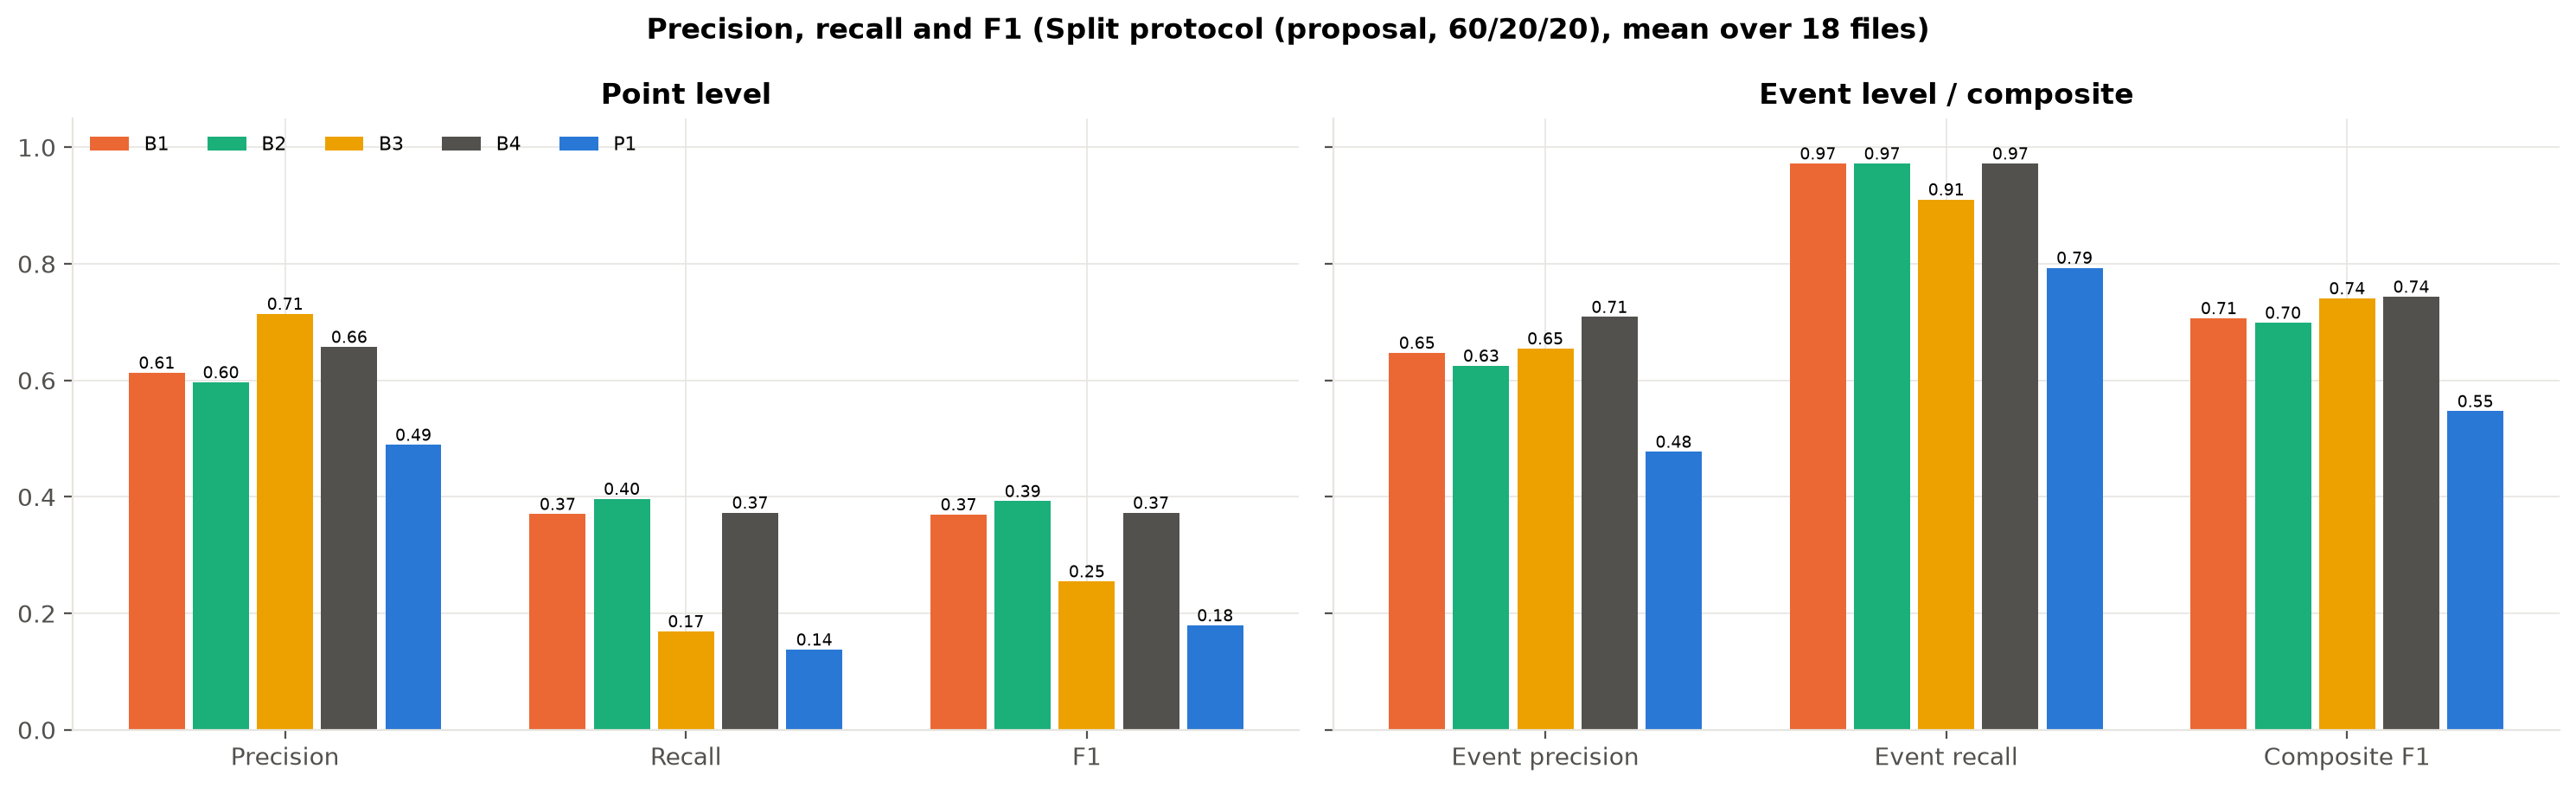 Precision, recall and F1 (Split protocol (proposal, 60/20/20), mean over 18 files)
Point level
B1 B2 B3 B4 P1
1.0
0.8
0.6
0.4
0.2
0.0
0.61 0.60 0.71 0.66 0.49
0.37 0.40 0.17 0.37 0.14
0.37 0.39 0.25 0.37 0.18
Precision Recall F1
Event level / composite
0.65 0.63 0.65 0.71 0.48
0.97 0.97 0.91 0.97 0.79
0.71 0.70 0.74 0.74 0.55
Event precision Event recall Composite F1